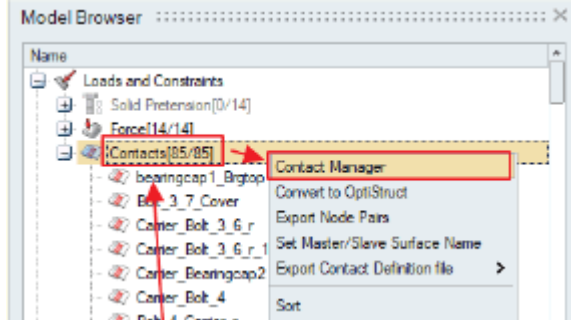 Model Browser
Name
Loads and Constraints
Solid Pretension[0/14]
Force[14/14]
Contacts[85/85]
bearingcap1_Brgtop
Bolt_3_7_Cover
Carrier_Bolt_3_6_r
Carrier_Bolt_3_6_r_1
Carrier_Bearingcap2
Carrier_Bolt_4
Contact Manager
Convert to OptiStruct
Export Node Pairs
Set Master/Slave Surface Name
Export Contact Definition file
Sort